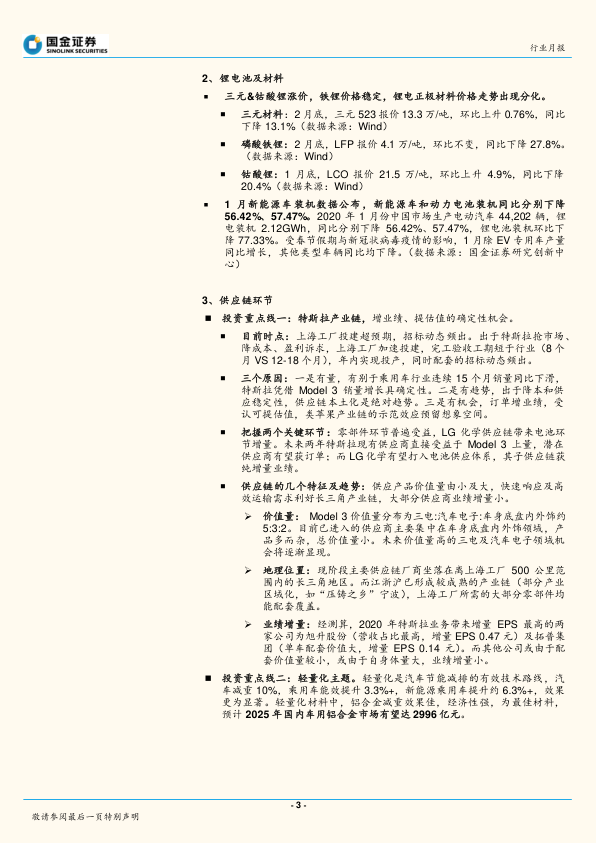 国金证券
SINOLINK SECURITIES
行业月报
2、锂电池及材料
▪ 三元&钴酸锂涨价，铁锂价格稳定，锂电正极材料价格走势出现分化。
■ 三元材料：2 月底，三元 523 报价 13.3 万/吨，环比上升 0.76%，同比
下降 13.1%（数据来源：Wind）
■ 磷酸铁锂：2 月底，LFP 报价 4.1 万/吨，环比不变，同比下降 27.8%。
（数据来源：Wind）
■ 钴酸锂：1 月底，LCO 报价 21.5 万/吨，环比上升 4.9%，同比下降
20.4%（数据来源：Wind）
▪ 1 月新能源车装机数据公布，新能源车和动力电池装机同比分别下降
56.42%、57.47%。2020 年 1 月份中国市场生产电动汽车 44,202 辆，锂
电装机 2.12GWh，同比分别下降 56.42%、57.47%，锂电池装机环比下
降 77.33%。受春节假期与新冠状病毒疫情的影响，1 月除 EV 专用车产量
同比增长，其他类型车辆同比均下降。（数据来源：国金证券研究创新中
心）
3、供应链环节
■ 投资重点线一：特斯拉产业链，增业绩、提估值的确定性机会。
■ 目前时点：上海工厂投建超预期，招标动态频出。出于特斯拉抢市场、
降成本、盈利诉求，上海工厂加速投建，完工验收工期短于行业（8 个
月 VS 12-18 个月），年内实现投产，同时配套的招标动态频出。
■ 三个原因：一是有量，有别于乘用车行业连续 15 个月销量同比下滑，
特斯拉凭借 Model 3 销量增长具确定性。二是有趋势，出于降本和供
应稳定性，供应链本土化是绝对趋势。三是有机会，订单增业绩，受
认可提估值，类苹果产业链的示范效应预留想象空间。
■ 把握两个关键环节：零部件环节普遍受益，LG 化学供应链带来电池环
节增量。未来两年特斯拉现有供应商直接受益于 Model 3 上量，潜在
供应商有望获订单；而 LG 化学有望打入电池供应体系，其子供应链获
纯增量业绩。
■ 供应链的几个特征及趋势：供应产品价值量由小及大，快速响应及高
效运输需求利好长三角产业链，大部分供应商业绩增量小。
➢ 价值量： Model 3 价值量分布为三电:汽车电子:车身底盘内外饰约
5:3:2。目前已进入的供应商主要集中在车身底盘内外饰领域，产
品多而杂，总价值量小。未来价值量高的三电及汽车电子领域机
会将逐渐显现。
➢ 地理位置：现阶段主要供应链厂商坐落在离上海工厂 500 公里范
围内的长三角地区。而江浙沪已形成较成熟的产业链（部分产业
区域化，如“压铸之乡”宁波），上海工厂所需的大部分零部件均
能配套覆盖。
➢ 业绩增量：经测算，2020 年特斯拉业务带来增量 EPS 最高的两
家公司为旭升股份（营收占比最高，增量 EPS 0.47 元）及拓普集
团（单车配套价值大，增量 EPS 0.14 元）。而其他公司或由于配
套价值量较小，或由于自身体量大，业绩增量小。
■ 投资重点线二：轻量化主题。轻量化是汽车节能减排的有效技术路线，汽
车减重 10%，乘用车能效提升 3.3%+，新能源乘用车提升约 6.3%+，效果
更为显著。轻量化材料中，铝合金减重效果佳，经济性强，为最佳材料，
预计 2025 年国内车用铝合金市场有望达 2996 亿元。
- 3 -
敬请参阅最后一页特别声明